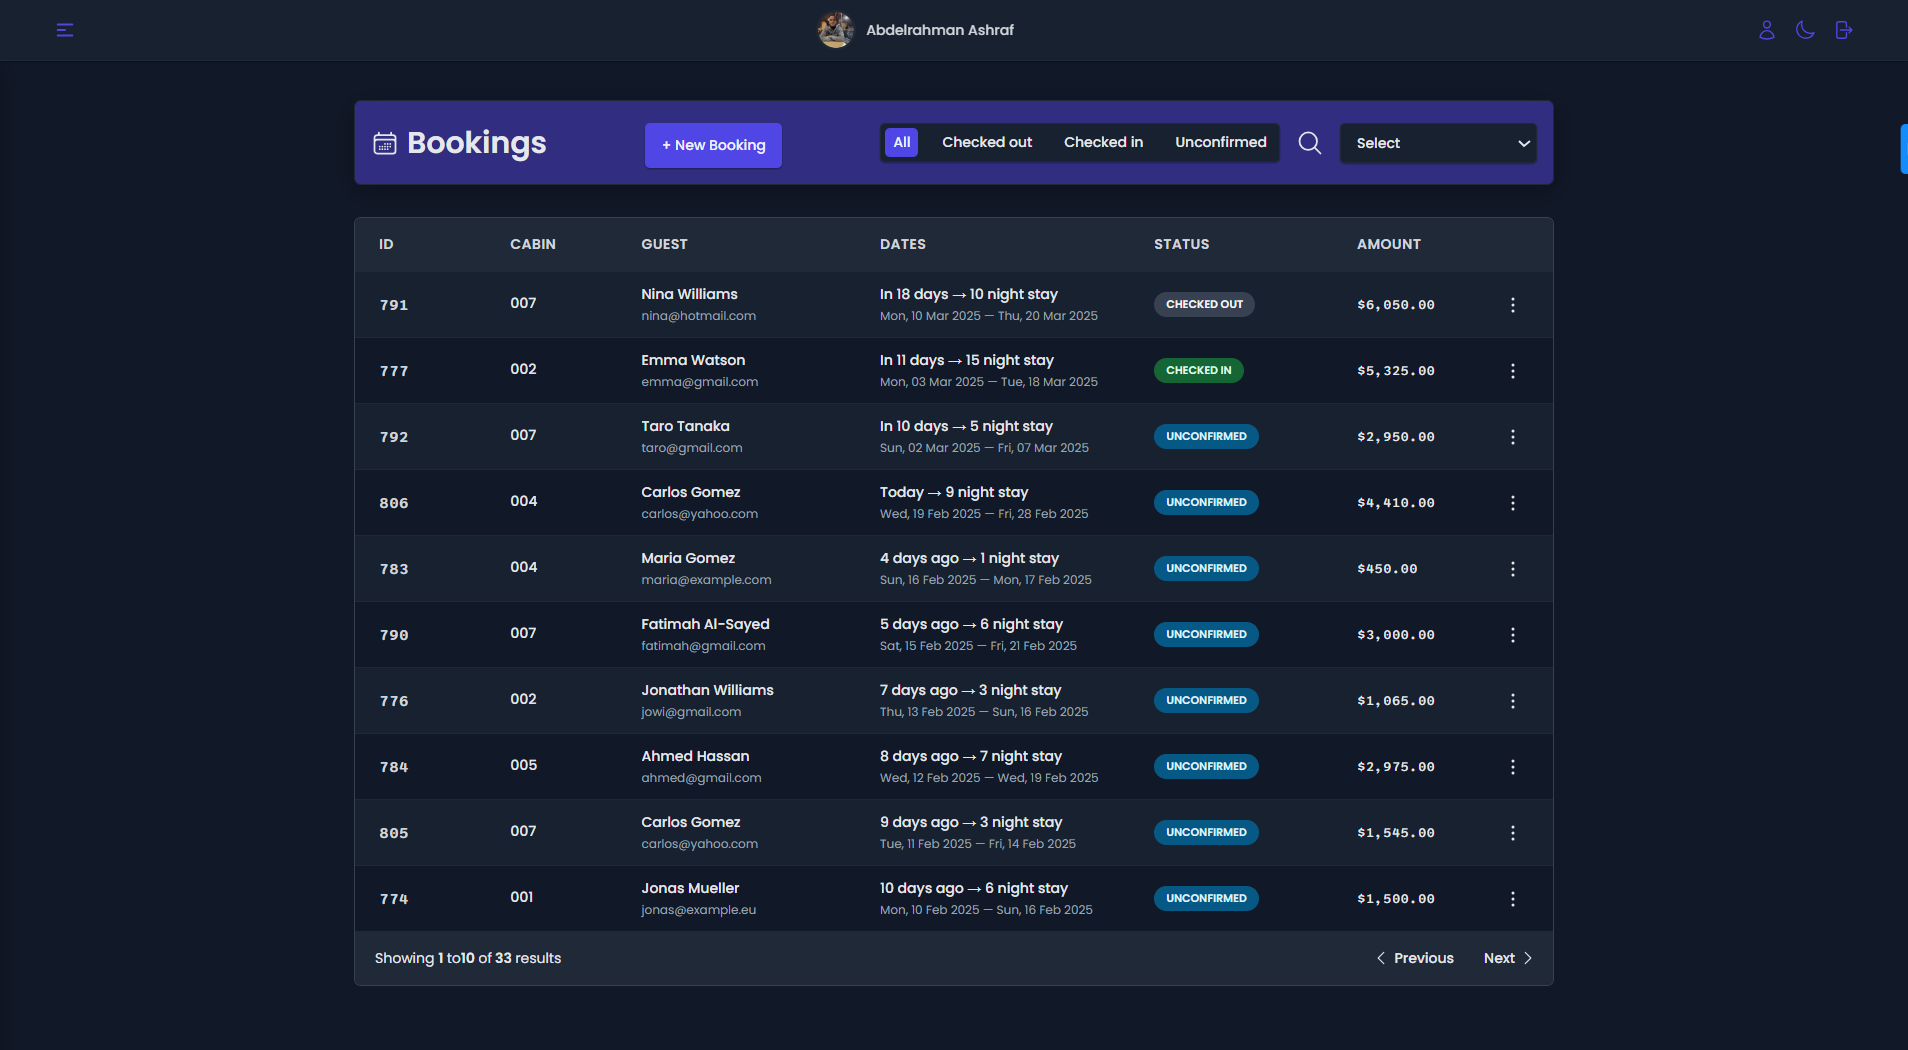 Abdelrahman Ashraf
Bookings
+ New Booking
All Checked out Checked in Unconfirmed
Select
ID CABIN GUEST DATES STATUS AMOUNT
791 007 Nina Williams In 18 days → 10 night stay CHECKED OUT $6,050.00
nina@hotmail.com Mon, 10 Mar 2025 — Thu, 20 Mar 2025
777 002 Emma Watson In 11 days → 15 night stay CHECKED IN $5,325.00
emma@gmail.com Mon, 03 Mar 2025 — Tue, 18 Mar 2025
792 007 Taro Tanaka In 10 days → 5 night stay UNCONFIRMED $2,950.00
taro@gmail.com Sun, 02 Mar 2025 — Fri, 07 Mar 2025
806 004 Carlos Gomez Today → 9 night stay UNCONFIRMED $4,410.00
carlos@yahoo.com Wed, 19 Feb 2025 — Fri, 28 Feb 2025
783 004 Maria Gomez 4 days ago → 1 night stay UNCONFIRMED $450.00
maria@example.com Sun, 16 Feb 2025 — Mon, 17 Feb 2025
790 007 Fatimah Al-Sayed 5 days ago → 6 night stay UNCONFIRMED $3,000.00
fatimah@gmail.com Sat, 15 Feb 2025 — Fri, 21 Feb 2025
776 002 Jonathan Williams 7 days ago → 3 night stay UNCONFIRMED $1,065.00
jowi@gmail.com Thu, 13 Feb 2025 — Sun, 16 Feb 2025
784 005 Ahmed Hassan 8 days ago → 7 night stay UNCONFIRMED $2,975.00
ahmed@gmail.com Wed, 12 Feb 2025 — Wed, 19 Feb 2025
805 007 Carlos Gomez 9 days ago → 3 night stay UNCONFIRMED $1,545.00
carlos@yahoo.com Tue, 11 Feb 2025 — Fri, 14 Feb 2025
774 001 Jonas Mueller 10 days ago → 6 night stay UNCONFIRMED $1,500.00
jonas@example.eu Mon, 10 Feb 2025 — Sun, 16 Feb 2025
Showing 1 to10 of 33 results Previous Next